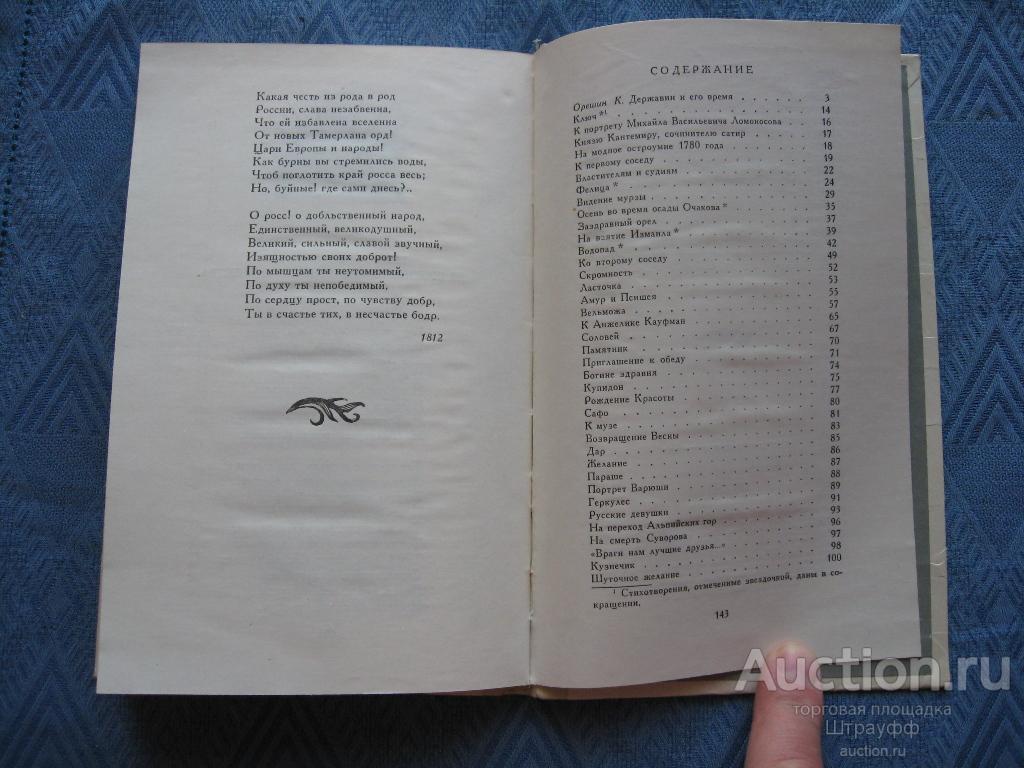 Какая честь из рода в род
России, слава незабвенна,
Что ей избавлена вселенна
От новых Тамерлана орд!
Цари Европы и народы!
Как бурны вы стремились воды,
Чтоб поглотить край росса весь;
Но, буйные! где сами днесь?..
О росс! о добльственный народ,
Единственный, великодушный,
Великий, сильный, славой звучный,
Изящностью своих доброт!
По мышцам ты неутомимый,
По духу ты непобедимый,
По сердцу прост, по чувству добр,
Ты в счастье тих, в несчастье бодр.
1812
СОДЕРЖАНИЕ
Орешин К. Державин и его время . . . . . . 3
Ключ *¹ . . . . . . 14
К портрету Михайла Васильевича Ломоносова . . 16
Князю Кантемиру, сочинителю сатир . . . . 17
На модное остроумие 1780 года . . . . . . 18
К первому соседу . . . . . . 19
Властителям и судиям . . . . . . 22
Фелица * . . . . . . 24
Видение мурзы . . . . . . 29
Осень во время осады Очакова * . . . . . . 35
Заздравный орел . . . . . . 37
На взятие Измаила * . . . . . . 39
Водопад * . . . . . . 42
Ко второму соседу . . . . . . 49
Скромность . . . . . . 52
Ласточка . . . . . . 53
Амур и Психея . . . . . . 55
Вельможа . . . . . . 57
К Анжелике Кауфман . . . . . . 65
Соловей . . . . . . 67
Памятник . . . . . . 70
Приглашение к обеду . . . . . . 71
Богине здравия . . . . . . 74
Купидон . . . . . . 75
Рождение Красоты . . . . . . 77
Сафо . . . . . . 80
К музе . . . . . . 81
Возвращение Весны . . . . . . 83
Дар . . . . . . 85
Желание . . . . . . 86
Параше . . . . . . 87
Портрет Варюши . . . . . . 88
Геркулес . . . . . . 89
Русские девушки . . . . . . 91
На переход Альпийских гор . . . . . . 93
На смерть Суворова . . . . . . 96
«Враги нам лучшие друзья...» . . . . . . 97
Кузнечик . . . . . . 98
Шуточное желание . . . . . . 100
¹ Стихотворения, отмеченные звездочкой, даны в со-
кращении.
143
Auction.ru
торговая площадка
Штрауфф
auction.ru